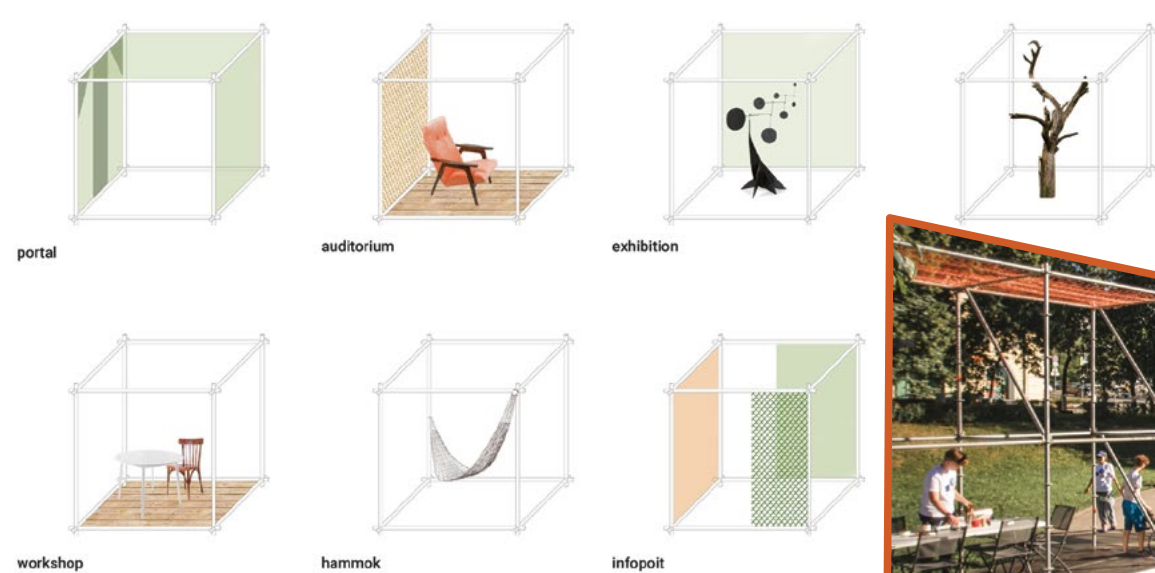 portal
auditorium
exhibition
workshop
hammok
infopoit